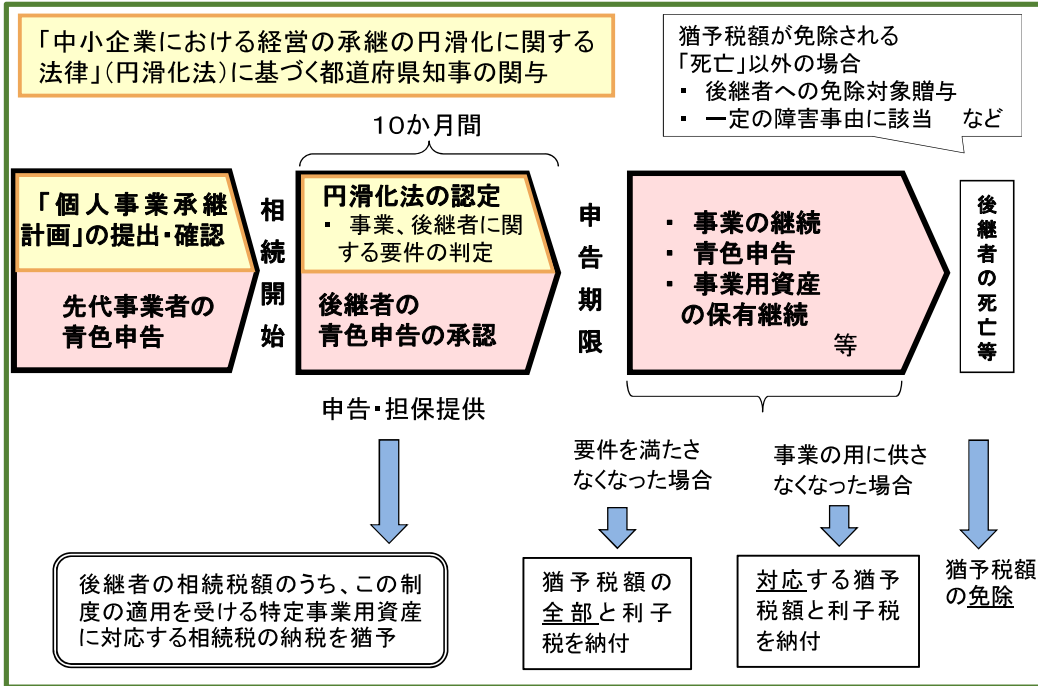 「中小企業における経営の承継の円滑化に関する
法律」(円滑化法)に基づく都道府県知事の関与
猶予税額が免除される
「死亡」以外の場合
・ 後継者への免除対象贈与
・ 一定の障害事由に該当 など
10か月間
「個人事業承継
計画」の提出・確認
先代事業者の
青色申告
相続開始
円滑化法の認定
・ 事業、後継者に関
する要件の判定
後継者の
青色申告の承認
申告期限
・ 事業の継続
・ 青色申告
・ 事業用資産
の保有継続
等
後継者の死亡等
申告・担保提供
要件を満たさ
なくなった場合
事業の用に供さ
なくなった場合
後継者の相続税額のうち、この制
度の適用を受ける特定事業用資産
に対応する相続税の納税を猶予
猶予税額の
全部と利子
税を納付
対応する猶予
税額と利子税
を納付
猶予税額
の免除